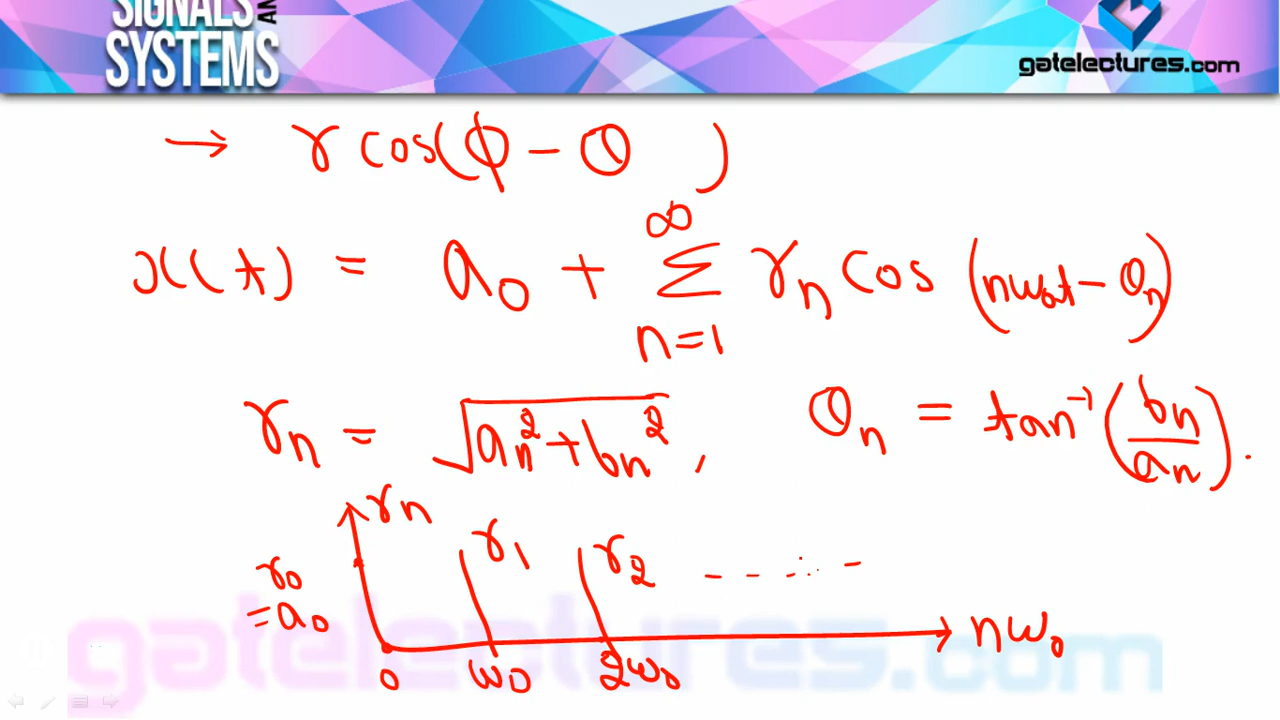 SIGNALS AND
SYSTEMS
gatelectures.com
→ r cos(ϕ − θ )
x(t) = a₀ + ∑ rₙ cos (nω₀t − θₙ)
∞
n=1
rₙ = √(aₙ² + bₙ²) , θₙ = tan⁻¹ (bₙ/aₙ).
rₙ
r₀
= a₀
r₁
r₂
- - - - -
nω₀
0 ω₀ 2ω₀
gatelectures.com